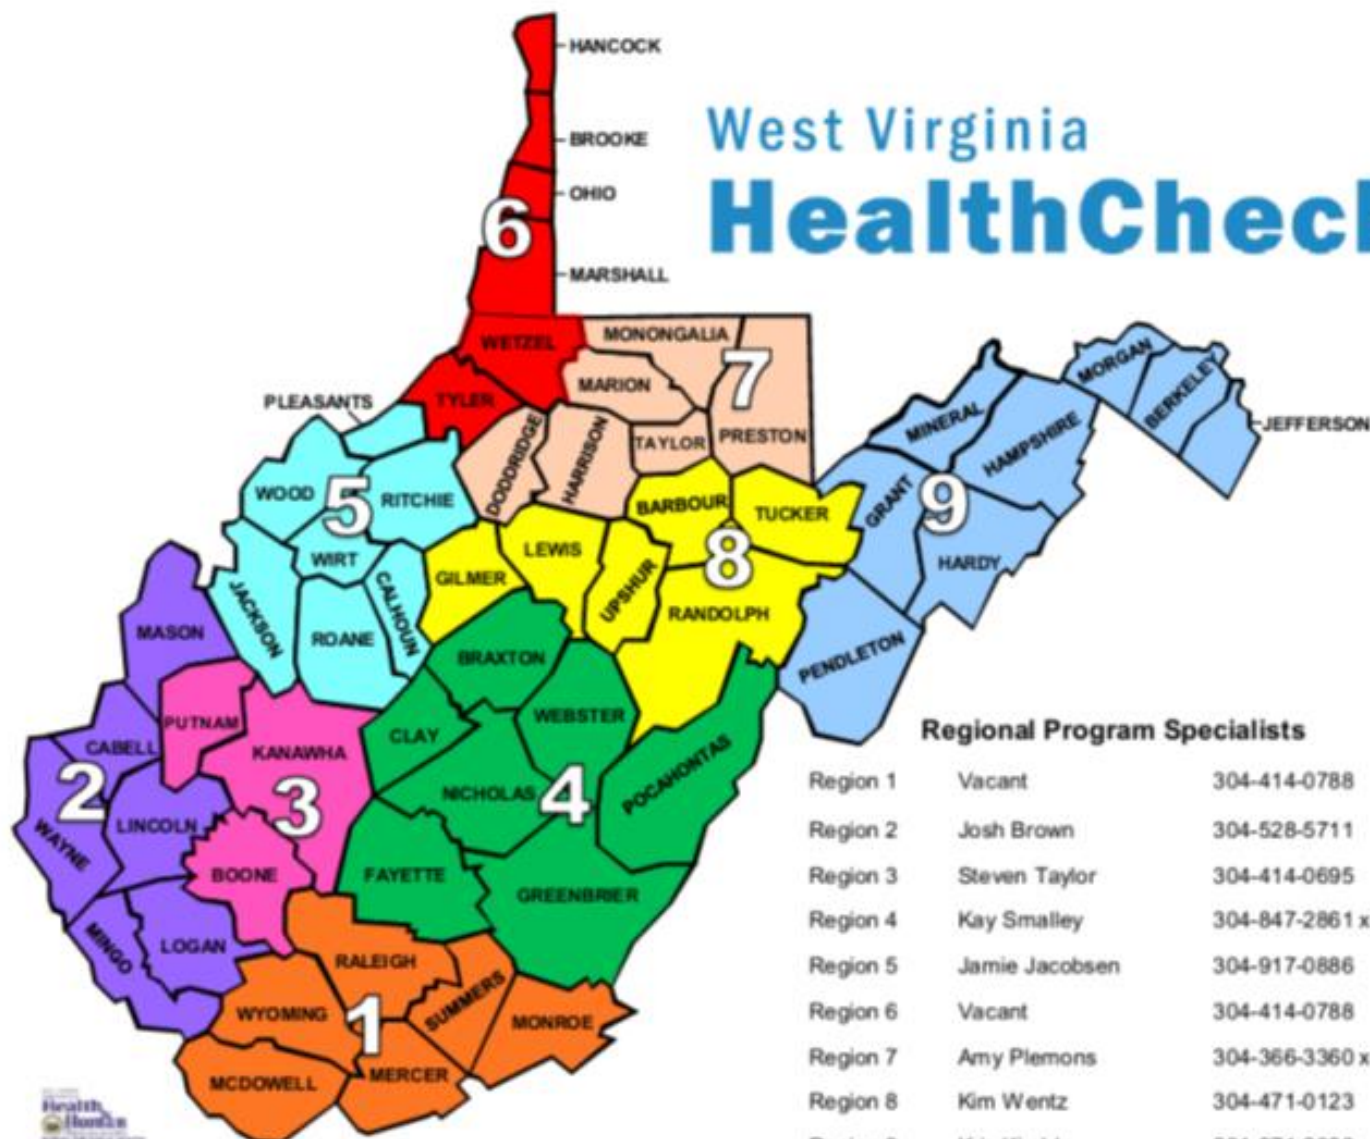 HANCOCK
BROOKE
OHIO
6
MARSHALL
West Virginia
HealthChec
WETZEL
MONONGALIA
7
MARION
TYLER
PLEASANTS
DODDRIDGE
HARRISON
TAYLOR
PRESTON
MORGAN
BERKELEY
JEFFERSON
MINERAL
HAMPSHIRE
WOOD
5
RITCHIE
BARBOUR
TUCKER
GRANT
9
HARDY
WIRT
CALHOUN
GILMER
LEWIS
UPSHUR
8
RANDOLPH
JACKSON
ROANE
MASON
BRAXTON
PENDLETON
PUTNAM
KANAWHA
CLAY
WEBSTER
POCAHONTAS
CABELL
2
3
NICHOLAS
4
WAYNE
LINCOLN
BOONE
FAYETTE
GREENBRIER
MINGO
LOGAN
RALEIGH
SUMMERS
WYOMING
1
MONROE
MCDOWELL
MERCER
Regional Program Specialists
Region 1 Vacant 304-414-0788
Region 2 Josh Brown 304-528-5711
Region 3 Steven Taylor 304-414-0695
Region 4 Kay Smalley 304-847-2861 x
Region 5 Jamie Jacobsen 304-917-0886
Region 6 Vacant 304-414-0788
Region 7 Amy Plemons 304-366-3360 x
Region 8 Kim Wentz 304-471-0123
Health
Human